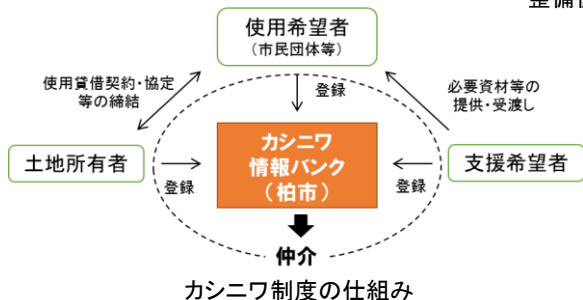 整備
使用希望者
(市民団体等)
使用貸借契約・協定
等の締結
登録
必要資材等の
提供・受渡し
土地所有者
登録
カシニワ
情報バンク
(柏市)
登録
支援希望者
仲介
カシニワ制度の仕組み